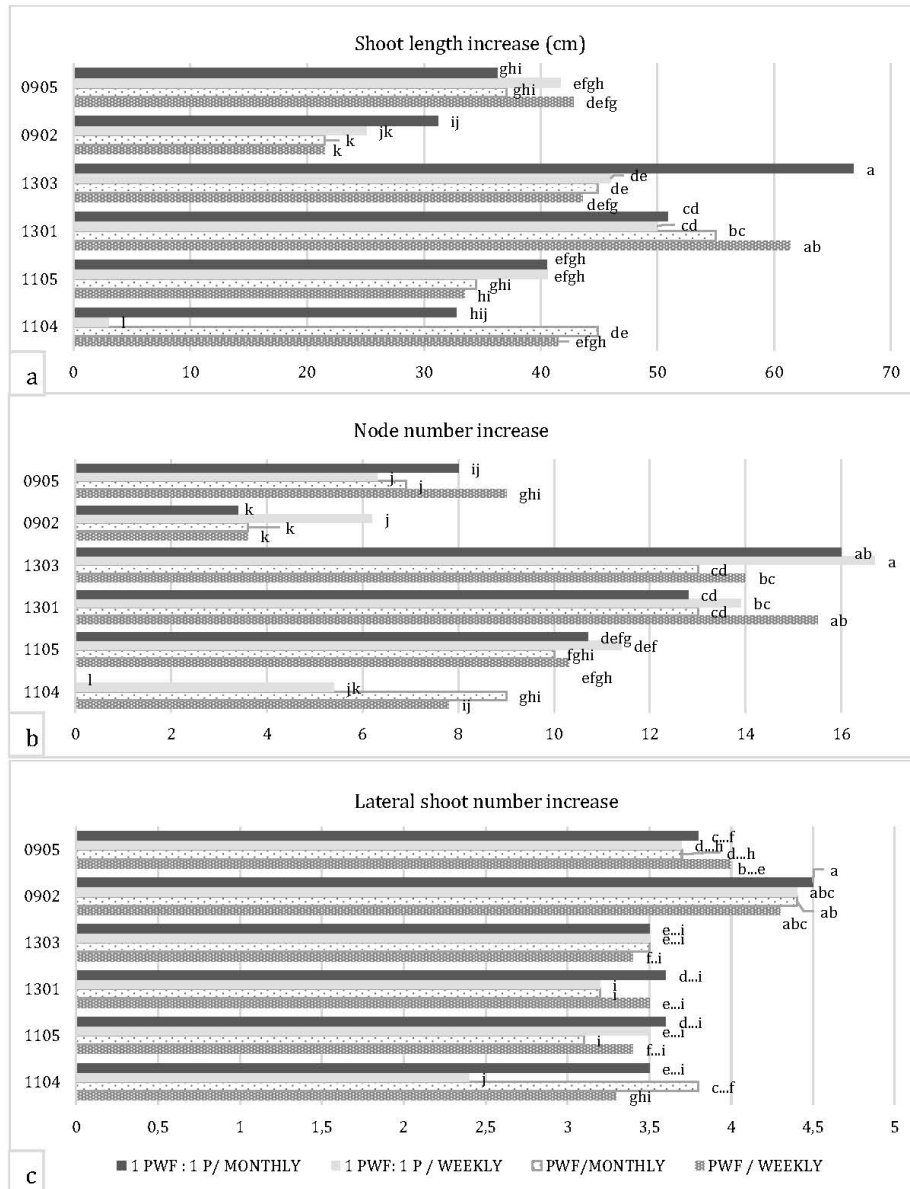 Shoot length increase (cm)
ghi
0905
efgh
ghi
defg
ij
0902
jk
k
k
a
1303
de
de
defg
cd
1301
cd
bc
ab
efgh
1105
efgh
ghi
hi
hij
1104
l
de
efgh
a
0 10 20 30 40 50 60 70
Node number increase
ij
0905
j
j
ghi
k
0902
j
k
k
ab
1303
a
cd
bc
cd
1301
bc
cd
ab
defg
1105
def
fghi
efgh
l
1104
jk
ghi
ij
b
0 2 4 6 8 10 12 14 16
Lateral shoot number increase
c...f
0905
d...h
d...h
b...e
a
0902
abc
ab
abc
e...i
1303
e...i
f..i
d...i
1301
i
i
e...i
d...i
1105
e...i
i
f...i
e...i
1104
j
c...f
ghi
0 0,5 1 1,5 2 2,5 3 3,5 4 4,5 5
1 PWF : 1 P/ MONTHLY 1 PWF: 1 P / WEEKLY PWF/MONTHLY PWF / WEEKLY
c